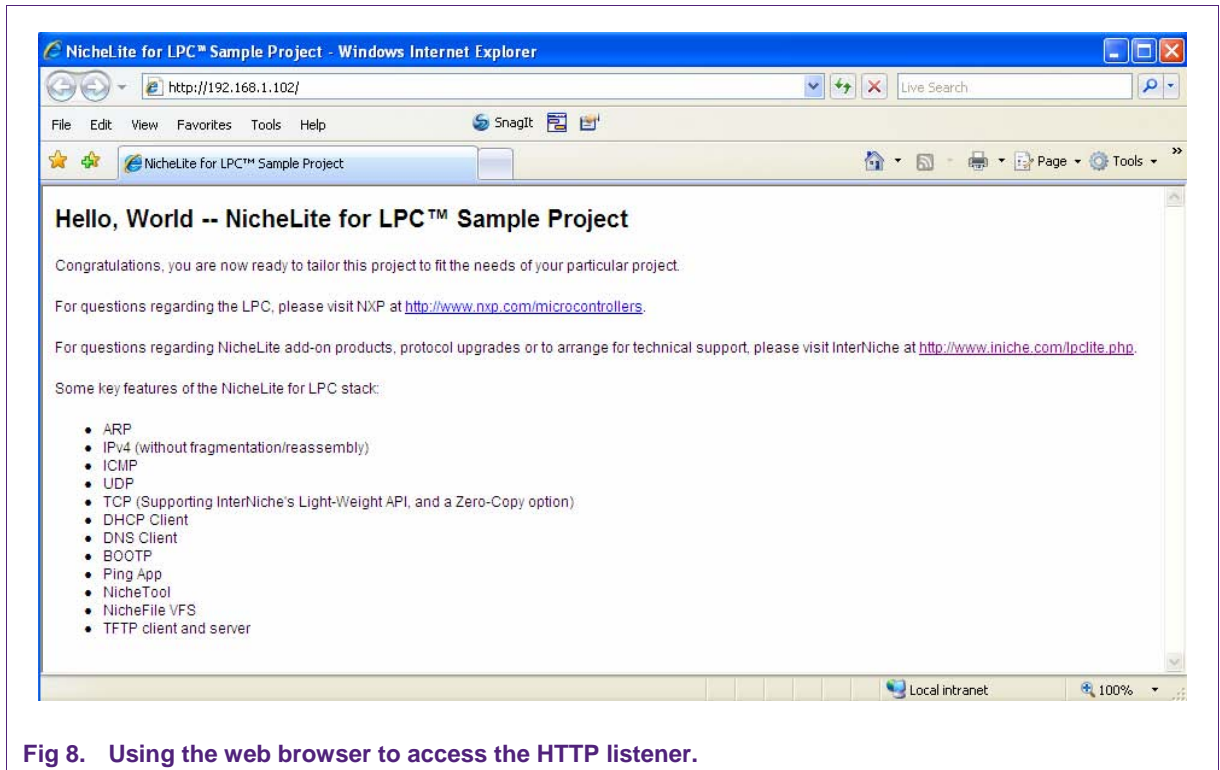 NicheLite for LPC™ Sample Project - Windows Internet Explorer
http://192.168.1.102/
Live Search
File Edit View Favorites Tools Help
SnagIt
NicheLite for LPC™ Sample Project
Page
Tools
Hello, World -- NicheLite for LPC™ Sample Project
Congratulations, you are now ready to tailor this project to fit the needs of your particular project.
For questions regarding the LPC, please visit NXP at http://www.nxp.com/microcontrollers.
For questions regarding NicheLite add-on products, protocol upgrades or to arrange for technical support, please visit InterNiche at http://www.iniche.com/lpclite.php.
Some key features of the NicheLite for LPC stack:
• ARP
• IPv4 (without fragmentation/reassembly)
• ICMP
• UDP
• TCP (Supporting InterNiche's Light-Weight API, and a Zero-Copy option)
• DHCP Client
• DNS Client
• BOOTP
• Ping App
• NicheTool
• NicheFile VFS
• TFTP client and server
Local intranet
100%
Fig 8. Using the web browser to access the HTTP listener.